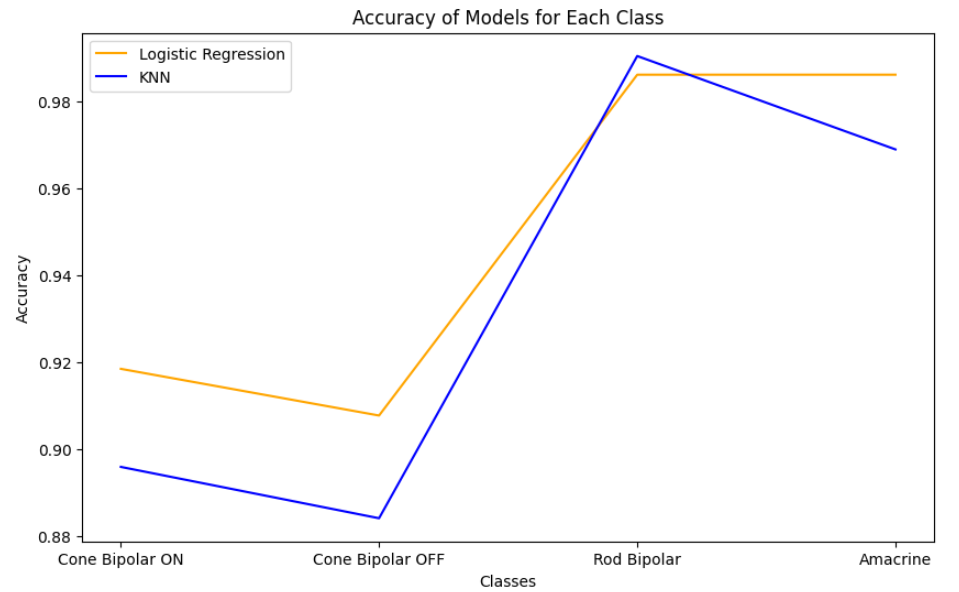 Accuracy of Models for Each Class
Logistic Regression
KNN
0.98
0.96
0.94
0.92
0.90
0.88
Accuracy
Cone Bipolar ON
Cone Bipolar OFF
Rod Bipolar
Amacrine
Classes